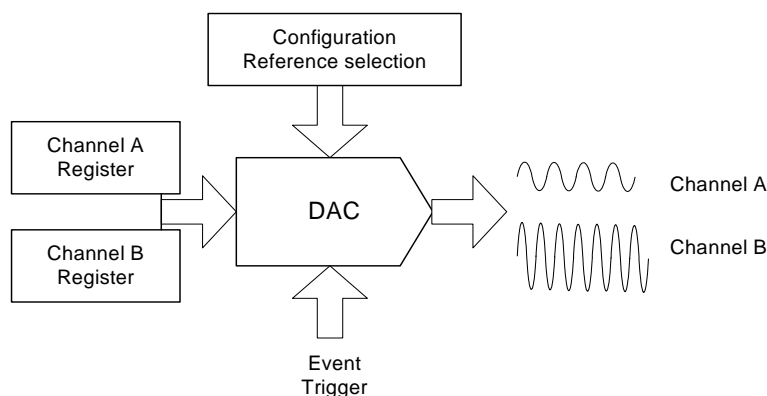 Configuration
Reference selection
Channel A
Register
Channel B
Register
DAC
Channel A
Channel B
Event
Trigger